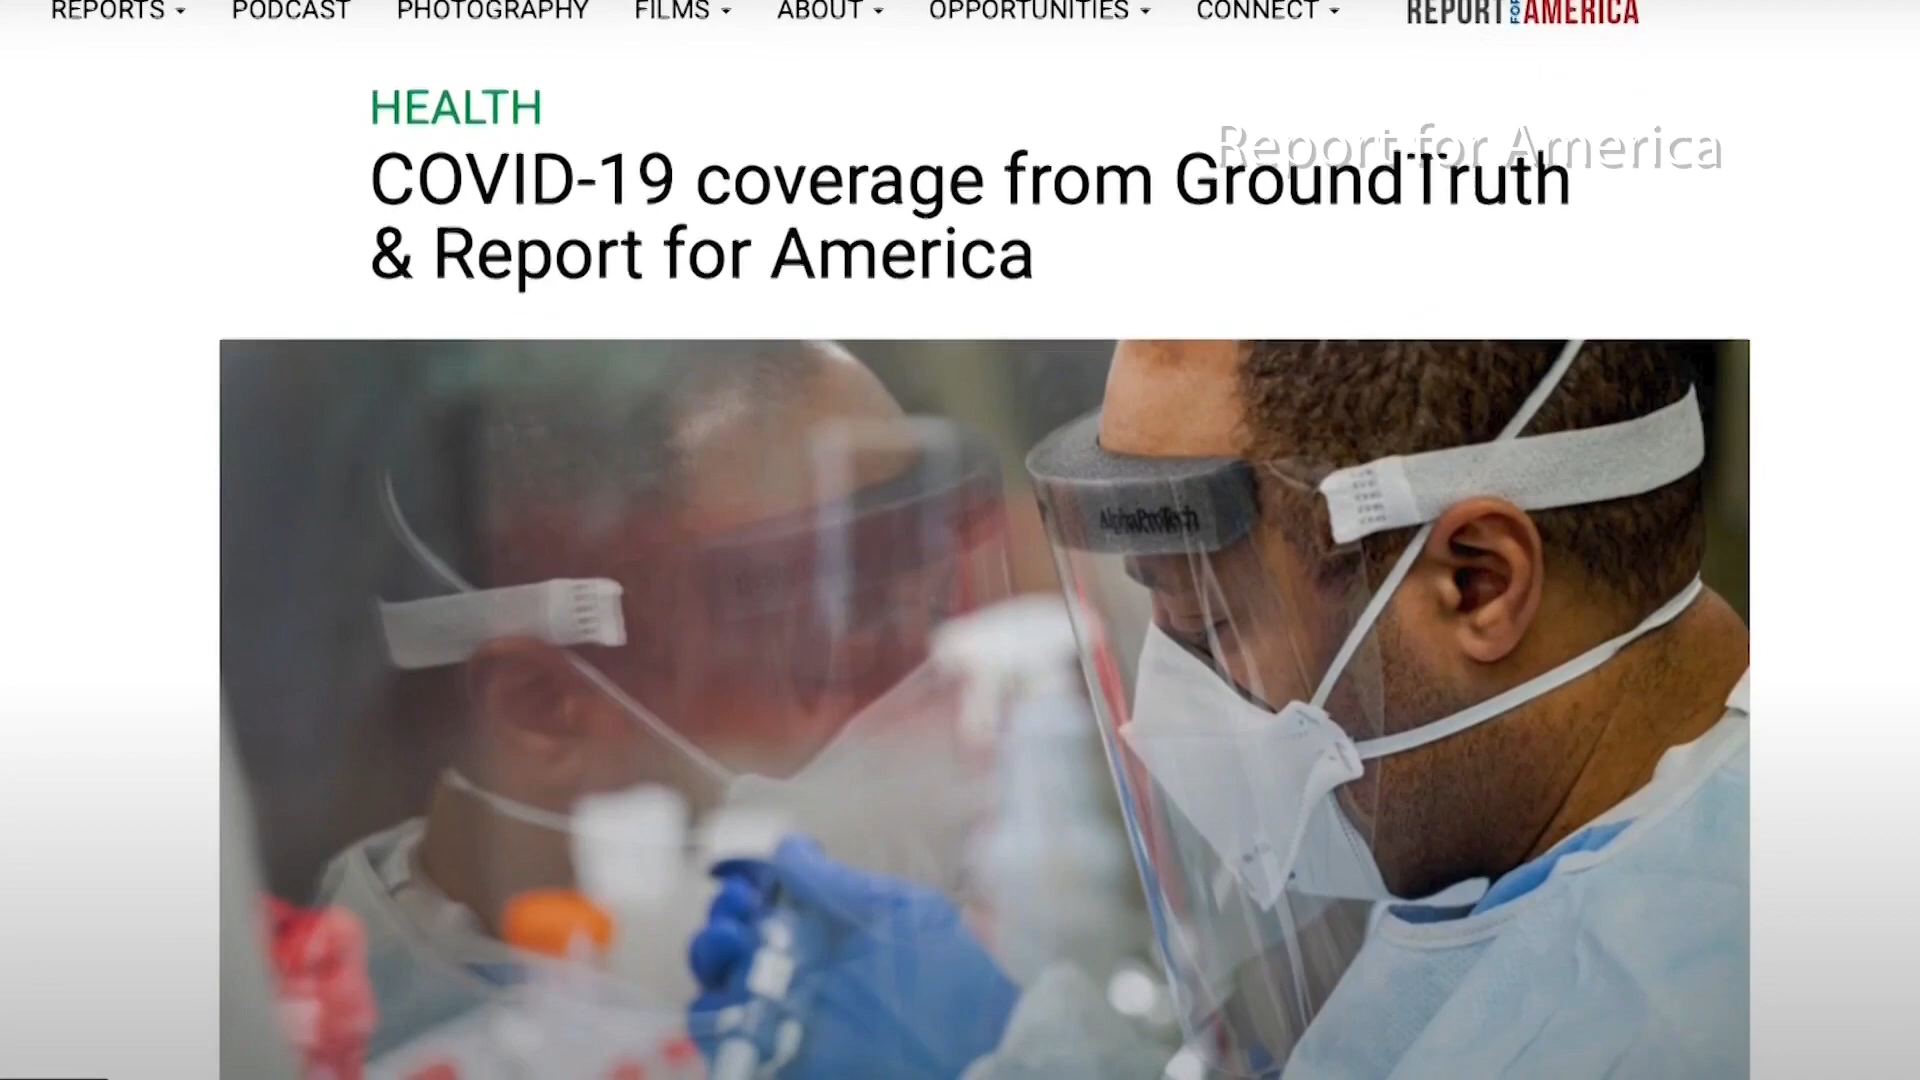 REPORTS PODCAST PHOTOGRAPHY FILMS ABOUT OPPORTUNITIES CONNECT REPORT FOR AMERICA
HEALTH
Report for America
COVID-19 coverage from GroundTruth
& Report for America
AlphaProTech